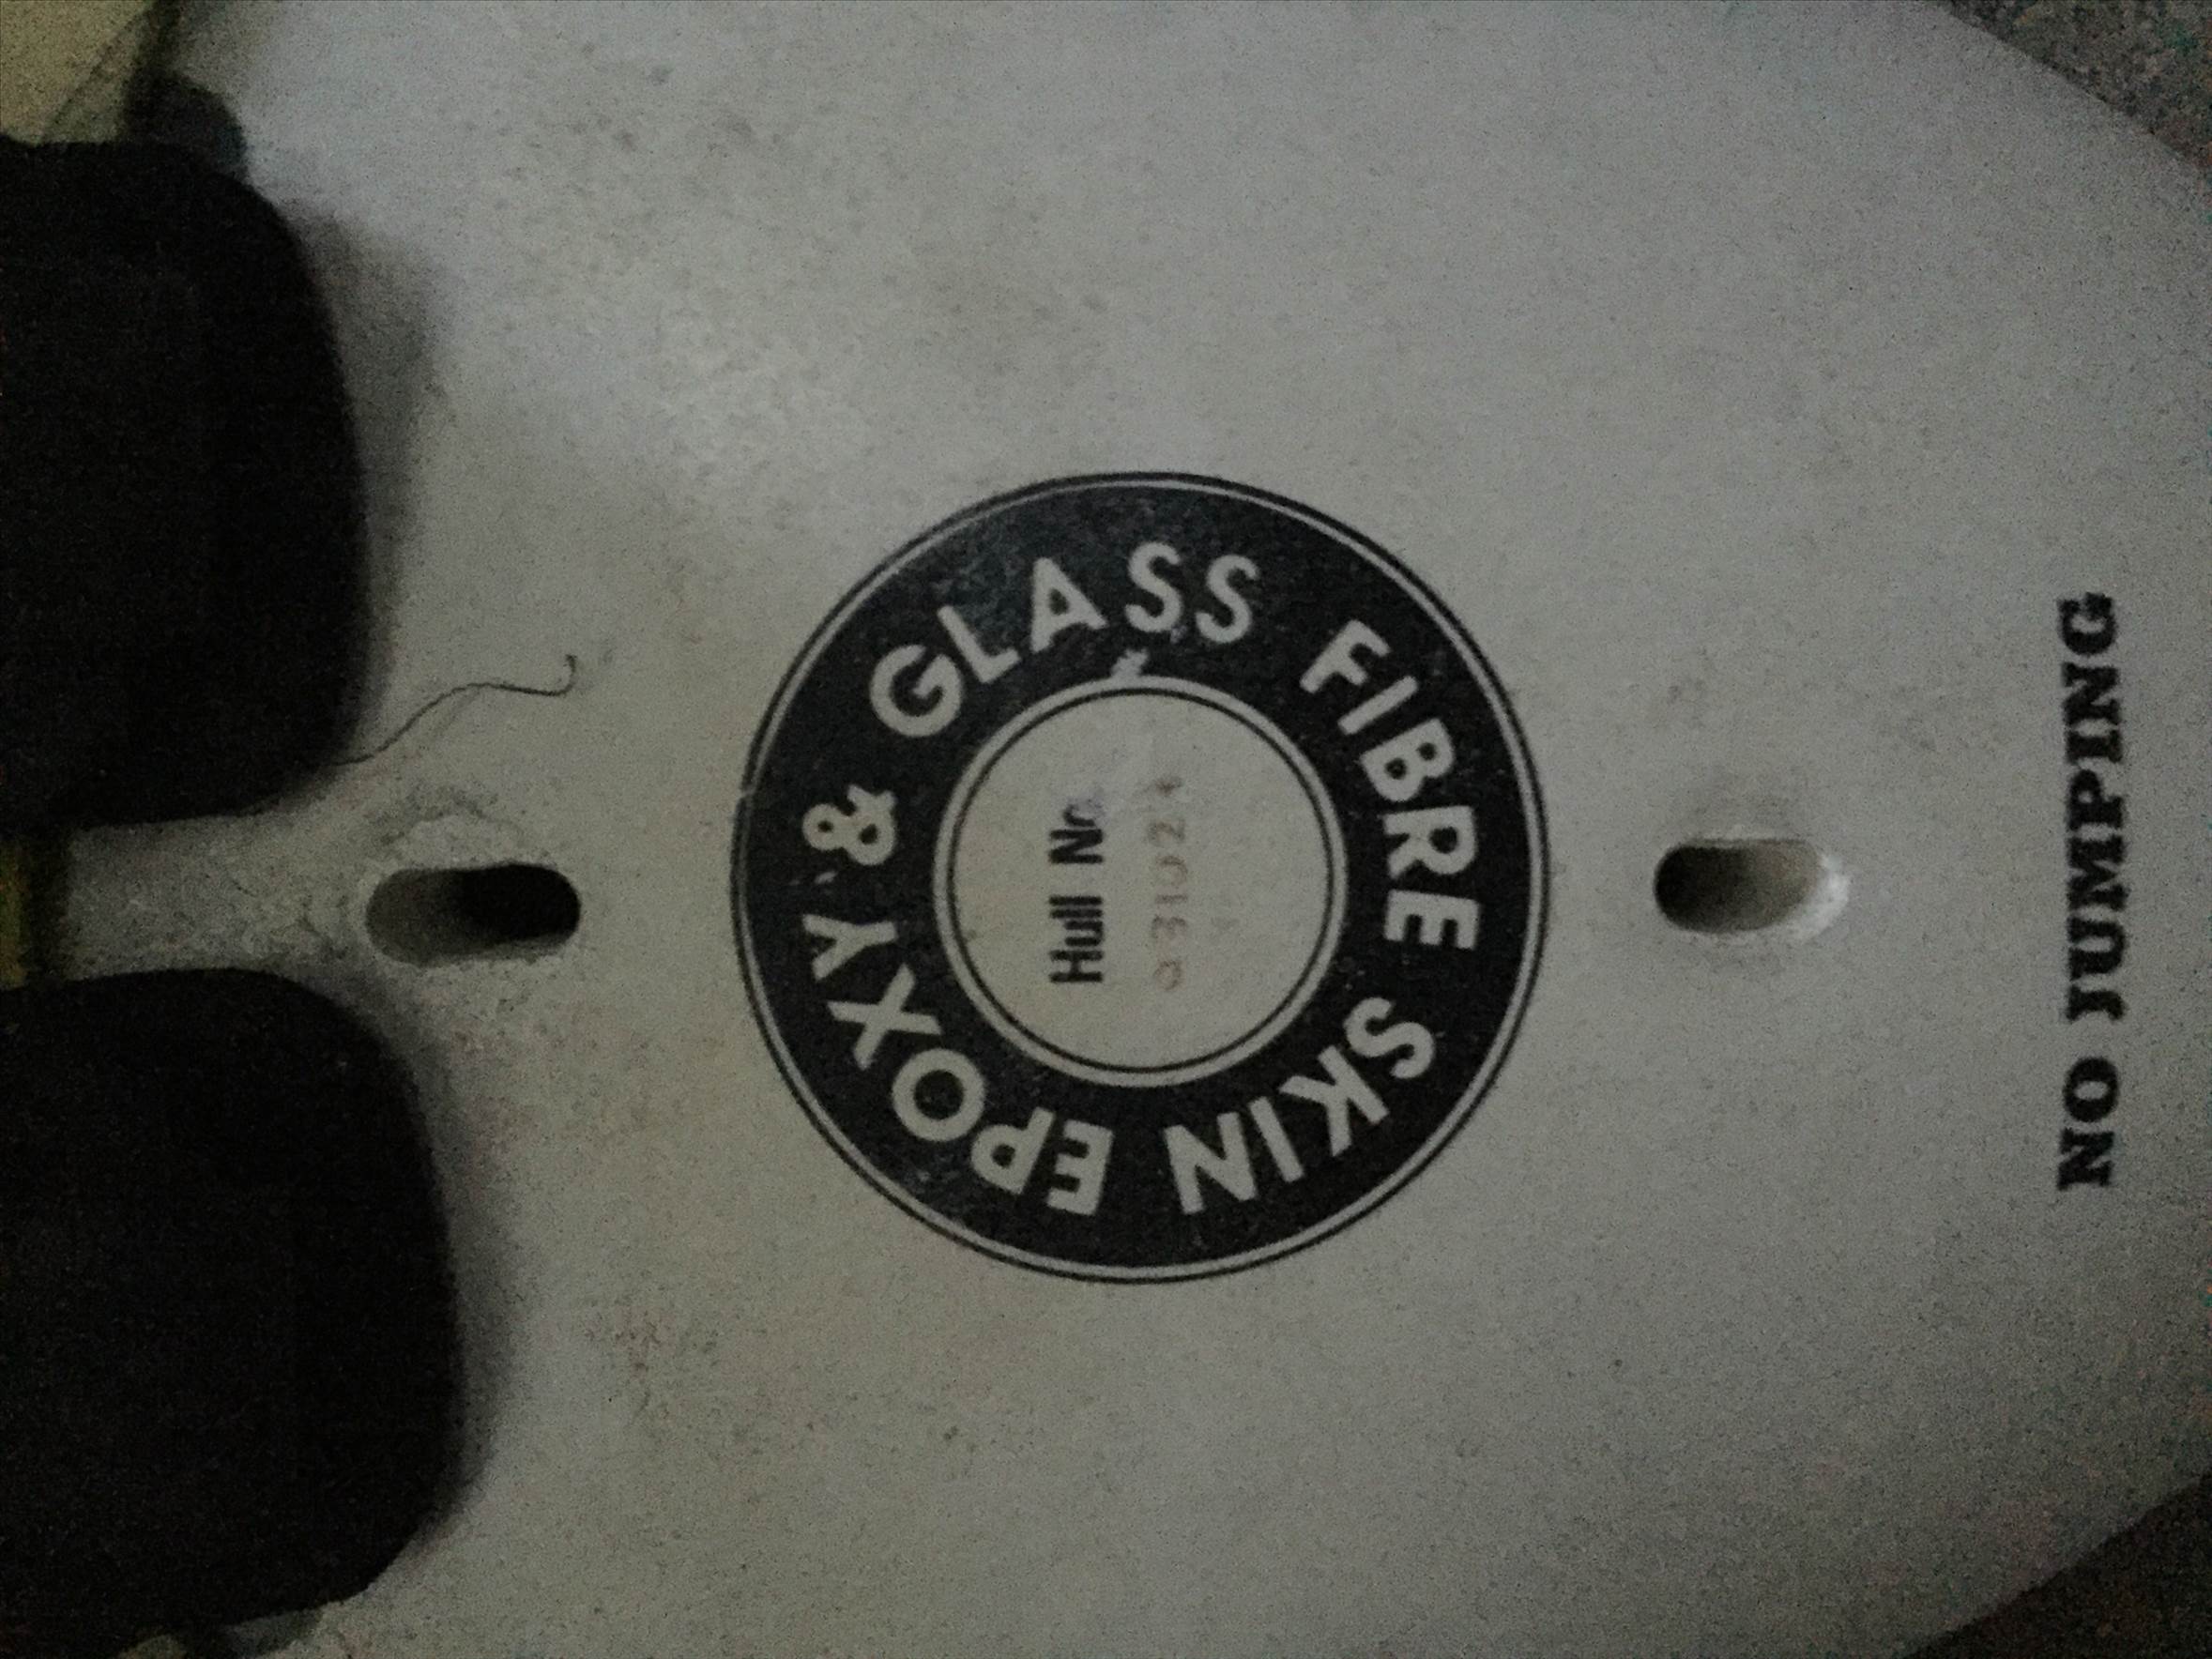 EPOXY & GLASS FIBRE SKIN
Hull No.
NO JUMPING